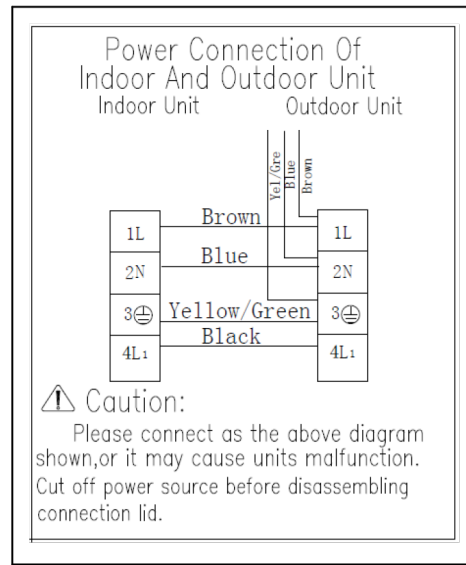 Power Connection Of
Indoor And Outdoor Unit
Indoor Unit Outdoor Unit
Yel/Gre
Blue
Brown
Brown
1L 1L
Blue
2N 2N
Yellow/Green
3⏚ 3⏚
Black
4L1 4L1
Caution:
Please connect as the above diagram
shown,or it may cause units malfunction.
Cut off power source before disassembling
connection lid.